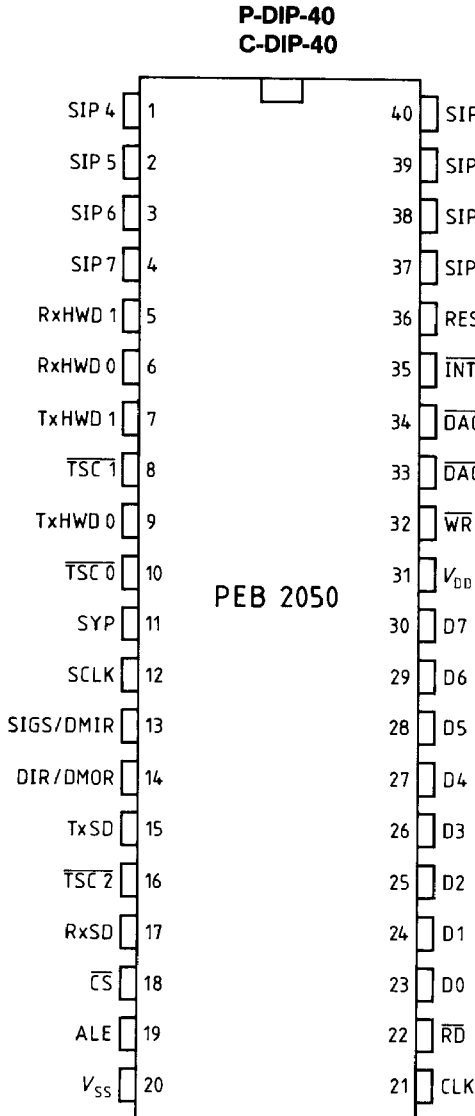 P-DIP-40
C-DIP-40
SIP 4 1 40 SIP
SIP 5 2 39 SIP
SIP 6 3 38 SIP
SIP 7 4 37 SIP
RxHWD 1 5 36 RES
RxHWD 0 6 35 INT
TxHWD 1 7 34
TSC 1 8 33
TxHWD 0 9 32 WR
TSC 0 10 31 VDD
PEB 2050
SYP 11 30 D7
SCLK 12 29 D6
SIGS/DMIR 13 28 D5
DIR/DMOR 14 27 D4
TxSD 15 26 D3
TSC 2 16 25 D2
RxSD 17 24 D1
CS 18 23 D0
ALE 19 22 RD
VSS 20 21 CLK